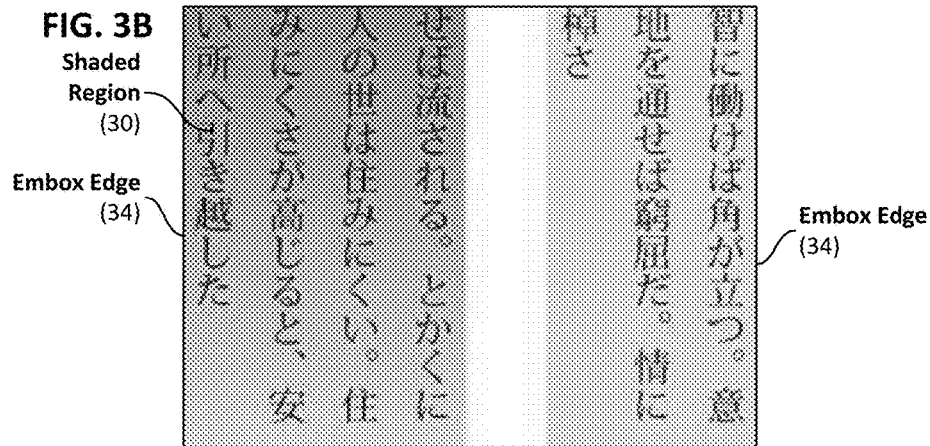 FIG. 3B
Shaded
Region
(30)
Embox Edge
(34)
智に働けば角が立つ。意
地を通せば窮屈だ。情に
棹さ
せば流される。とかくに
人の世は住みにくい。住
みにくさが高じると、安
い所へ引き越した
Embox Edge
(34)